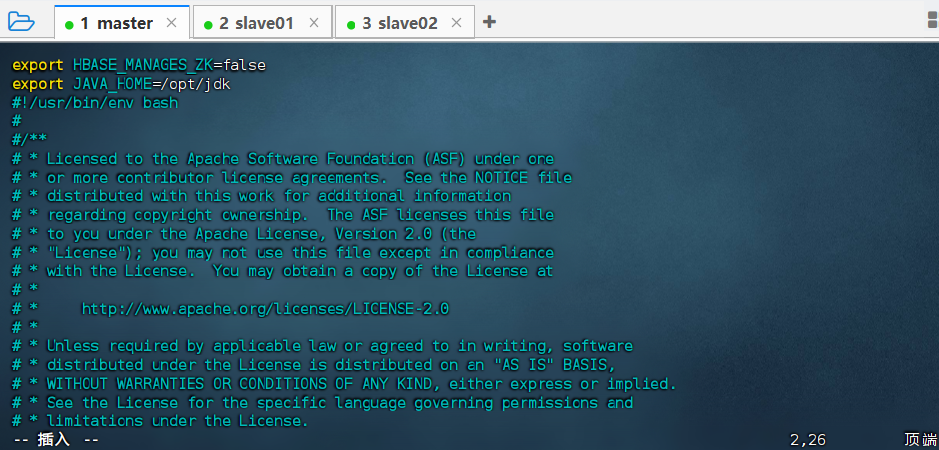 1 master × 2 slave01 × 3 slave02 × +
export HBASE_MANAGES_ZK=false
export JAVA_HOME=/opt/jdk
#!/usr/bin/env bash
#
#/**
# * Licensed to the Apache Software Foundation (ASF) under one
# * or more contributor license agreements.  See the NOTICE file
# * distributed with this work for additional information
# * regarding copyright ownership.  The ASF licenses this file
# * to you under the Apache License, Version 2.0 (the
# * "License"); you may not use this file except in compliance
# * with the License.  You may obtain a copy of the License at
# *
# *     http://www.apache.org/licenses/LICENSE-2.0
# *
# * Unless required by applicable law or agreed to in writing, software
# * distributed under the License is distributed on an "AS IS" BASIS,
# * WITHOUT WARRANTIES OR CONDITIONS OF ANY KIND, either express or implied.
# * See the License for the specific language governing permissions and
# * limitations under the License.
-- 插入 -- 2,26 顶端